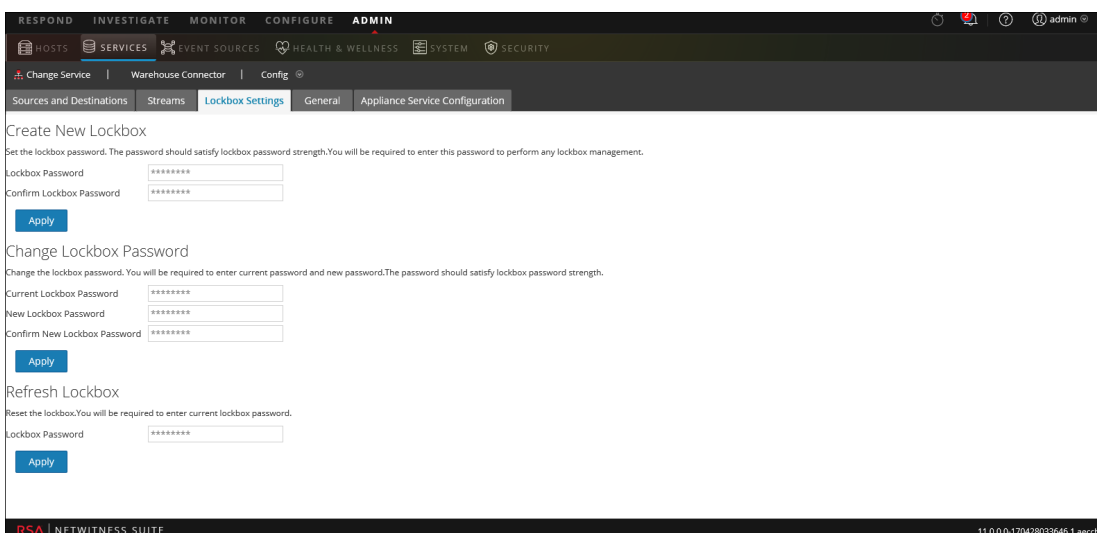 RESPOND INVESTIGATE MONITOR CONFIGURE ADMIN 2 ? admin
HOSTS SERVICES EVENT SOURCES HEALTH & WELLNESS SYSTEM SECURITY
Change Service | Warehouse Connector | Config
Sources and Destinations Streams Lockbox Settings General Appliance Service Configuration
Create New Lockbox
Set the lockbox password. The password should satisfy lockbox password strength.You will be required to enter this password to perform any lockbox management.
Lockbox Password ********
Confirm Lockbox Password ********
Apply
Change Lockbox Password
Change the lockbox password. You will be required to enter current password and new password.The password should satisfy lockbox password strength.
Current Lockbox Password ********
New Lockbox Password ********
Confirm New Lockbox Password ********
Apply
Refresh Lockbox
Reset the lockbox.You will be required to enter current lockbox password.
Lockbox Password ********
Apply
RSA | NETWITNESS SUITE